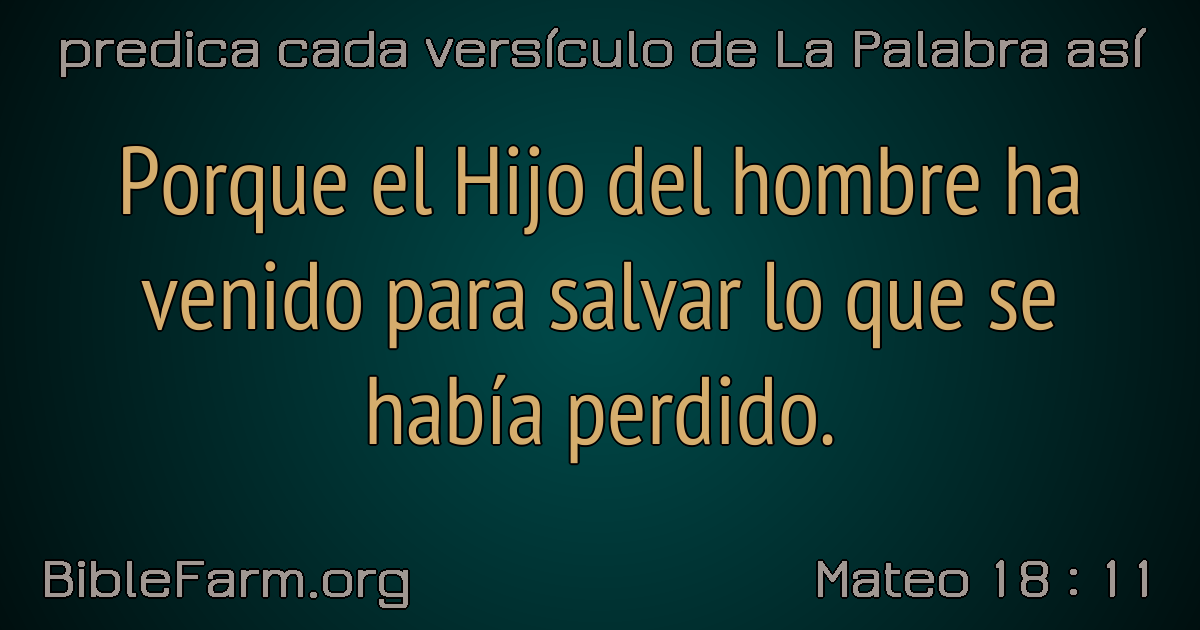 predica cada versículo de La Palabra así
Porque el Hijo del hombre ha
venido para salvar lo que se
había perdido.
BibleFarm.org
Mateo 18 : 11